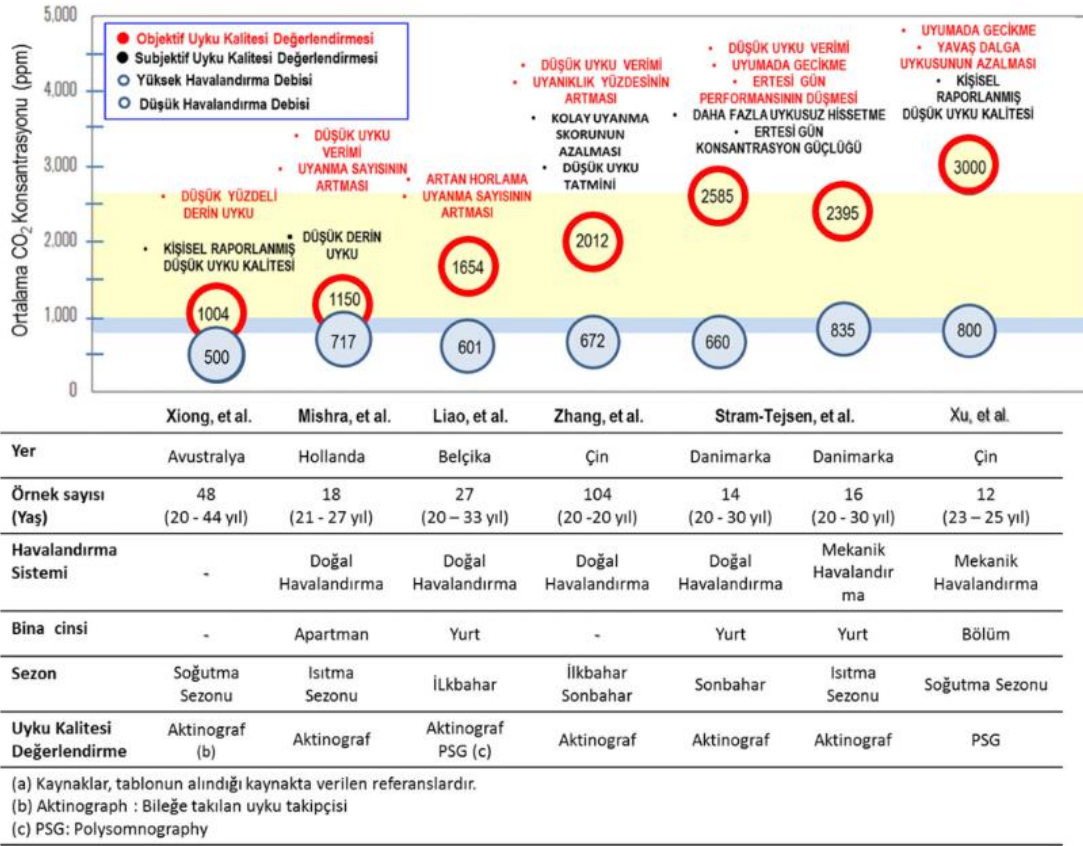 5,000
4.000
3.000
2.000
1.000
0
Ortalama CO2 Konsantrasyonu (ppm)
Objektif Uyku Kalitesi Değerlendirmesi
Subjektif Uyku Kalitesi Değerlendirmesi
Yüksek Havalandırma Debisi
Düşük Havalandırma Debisi
• DÜŞÜK YÜZDELİ
DERİN UYKU
• KİŞİSEL RAPORLANMIŞ
DÜŞÜK UYKU KALİTESİ
1004
500
• DÜŞÜK UYKU
VERİMİ
• UYANMA SAYISININ
ARTMASI
• DÜŞÜK DERİN
UYKU
1150
717
• ARTAN HORLAMA
• UYANMA SAYISININ
ARTMASI
1654
601
• DÜŞÜK UYKU VERİMİ
• UYANIKLIK YÜZDESİNİN
ARTMASI
• KOLAY UYANMA
SKORUNUN
AZALMASI
• DÜŞÜK UYKU
TATMİNİ
2012
672
• DÜŞÜK UYKU VERİMİ
• UYUMADA GECİKME
• ERTESİ GÜN
PERFORMANSININ DÜŞMESİ
• DAHA FAZLA UYKUSUZ HİSSETME
• ERTESİ GÜN
KONSANTRASYON GÜÇLÜĞÜ
2585
660
2395
835
• UYUMADA GECİKME
• YAVAŞ DALGA
UYKUSUNUN AZALMASI
• KİŞİSEL
RAPORLANMIŞ
DÜŞÜK UYKU KALİTESİ
3000
800
Xiong, et al. Mishra, et al. Liao, et al. Zhang, et al. Stram-Tejsen, et al. Xu, et al.
Yer Avustralya Hollanda Belçika Çin Danimarka Danimarka Çin
Örnek sayısı 48 18 27 104 14 16 12
(Yaş) (20 - 44 yıl) (21 - 27 yıl) (20 – 33 yıl) (20 -20 yıl) (20 - 30 yıl) (20 - 30 yıl) (23 – 25 yıl)
Havalandırma
Sistemi
-
Doğal
Havalandırma
Doğal
Havalandırma
Doğal
Havalandırma
Doğal
Havalandırma
Mekanik
Havalandır
ma
Mekanik
Havalandırma
Bina cinsi - Apartman Yurt - Yurt Yurt Bölüm
Sezon
Soğutma
Sezonu
Isıtma
Sezonu
İLkbahar
İlkbahar
Sonbahar
Sonbahar
Isıtma
Sezonu
Soğutma Sezonu
Uyku Kalitesi
Değerlendirme
Aktinograf
(b)
Aktinograf
Aktinograf
PSG (c)
Aktinograf
Aktinograf
Aktinograf
PSG
(a) Kaynaklar, tablonun alındığı kaynakta verilen referanslardır.
(b) Aktinograph : Bileğe takılan uyku takipçisi
(c) PSG: Polysomnography